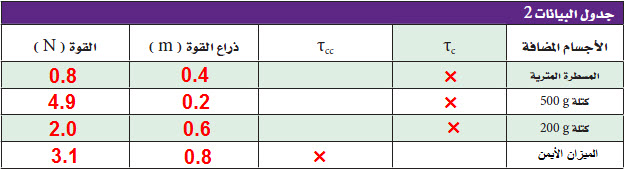 جدول البيانات 2
الأجسام المضافة τc τcc ذراع القوة ( m ) القوة ( N )
المسطرة المترية × 0.4 0.8
كتلة 500 g × 0.2 4.9
كتلة 200 g × 0.6 2.0
الميزان الأيمن × 0.8 3.1